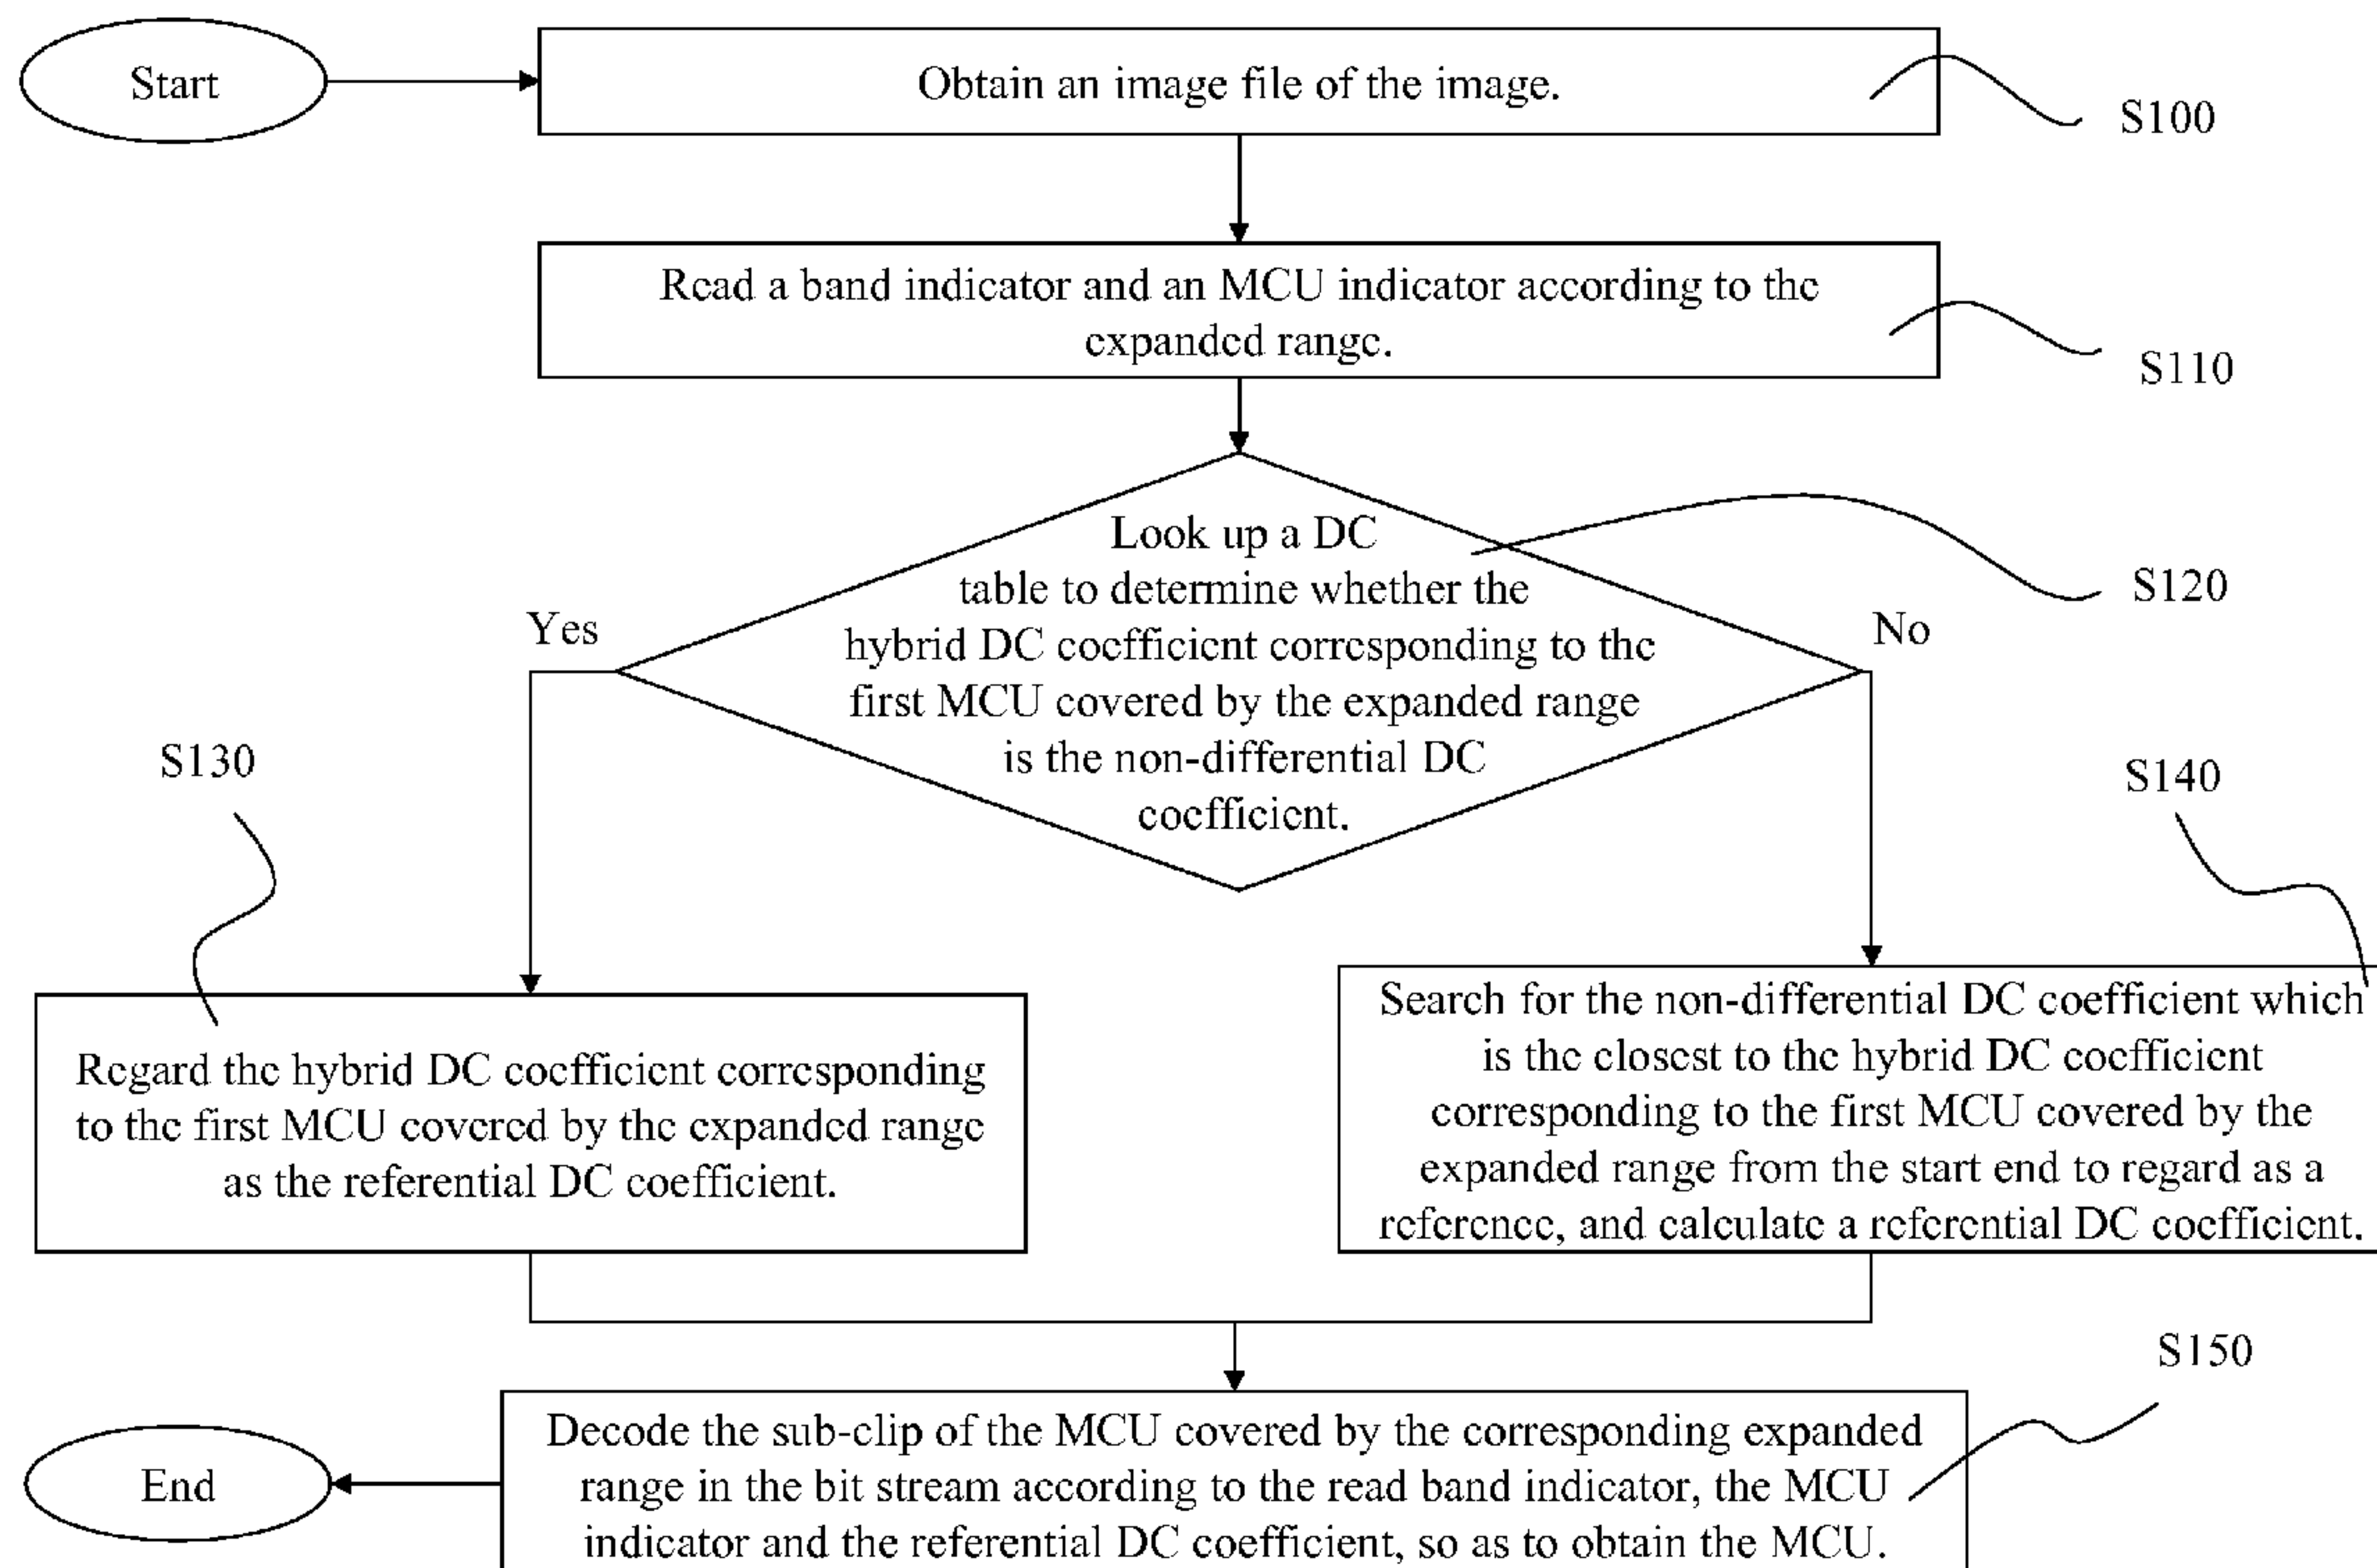 Start
Obtain an image file of the image.
S100
Read a band indicator and an MCU indicator according to the
expanded range.
S110
Look up a DC
table to determine whether the
hybrid DC coefficient corresponding to the
first MCU covered by the expanded range
is the non-differential DC
coefficient.
S120
Yes
No
S130
S140
Regard the hybrid DC coefficient corresponding
to the first MCU covered by the expanded range
as the referential DC coefficient.
Search for the non-differential DC coefficient which
is the closest to the hybrid DC coefficient
corresponding to the first MCU covered by the
expanded range from the start end to regard as a
reference, and calculate a referential DC coefficient.
S150
Decode the sub-clip of the MCU covered by the corresponding expanded
range in the bit stream according to the read band indicator, the MCU
indicator and the referential DC coefficient, so as to obtain the MCU.
End